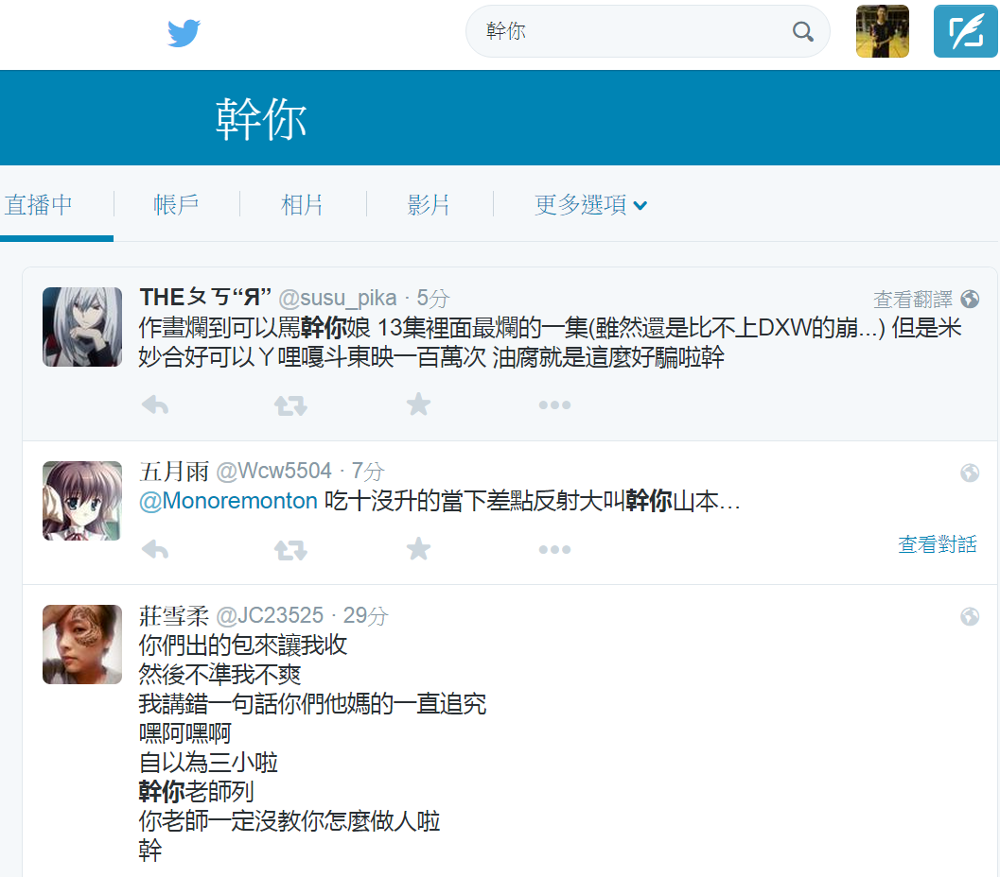 幹你
幹你
直播中 帳戶 相片 影片 更多選項
THEㄆㄎ“Я” @susu_pika · 5分 查看翻譯
作畫爛到可以罵幹你娘 13集裡面最爛的一集(雖然還是比不上DXW的崩...) 但是米
妙合好可以ㄚ哩嘎斗東映一百萬次 油腐就是這麼好騙啦幹
五月雨 @Wcw5504 · 7分
@Monoremonton 吃十沒升的當下差點反射大叫幹你山本…
查看對話
莊雪柔 @JC23525 · 29分
你們出的包來讓我收
然後不準我不爽
我講錯一句話你們他媽的一直追究
嘿阿嘿啊
自以為三小啦
幹你老師列
你老師一定沒教你怎麼做人啦
幹